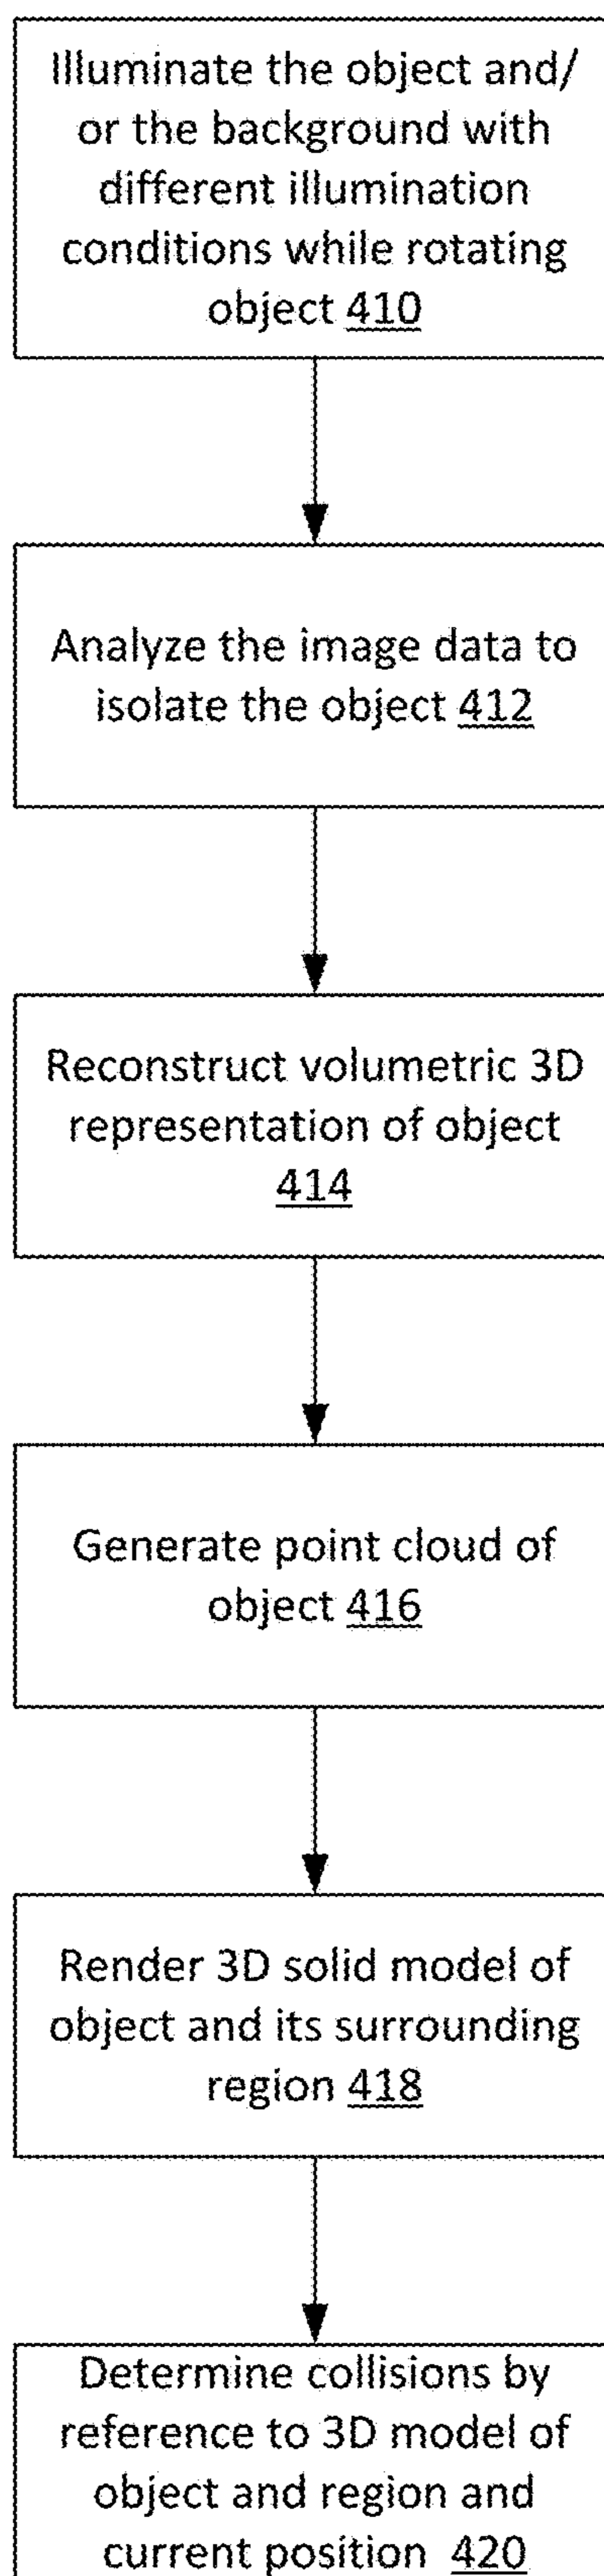 Illuminate the object and/
or the background with
different illumination
conditions while rotating
object 410
Analyze the image data to
isolate the object 412
Reconstruct volumetric 3D
representation of object
414
Generate point cloud of
object 416
Render 3D solid model of
object and its surrounding
region 418
Determine collisions by
reference to 3D model of
object and region and
current position 420